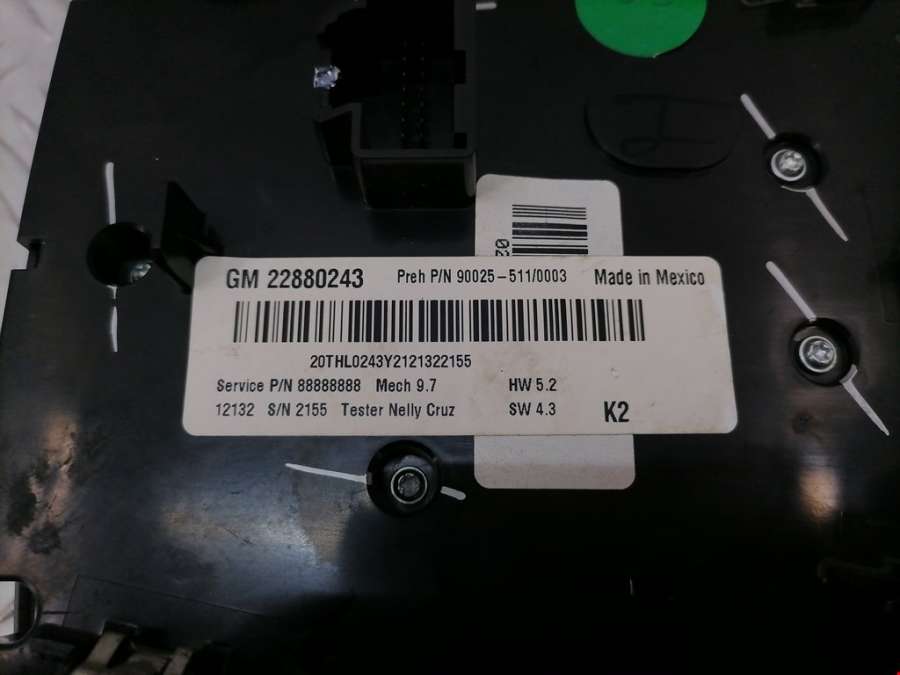 GM 22880243 Preh P/N 90025-511/0003 Made in Mexico
20THL0243Y2121322155
Service P/N 88888888 Mech 9.7 HW 5.2
12132 S/N 2155 Tester Nelly Cruz SW 4.3 K2